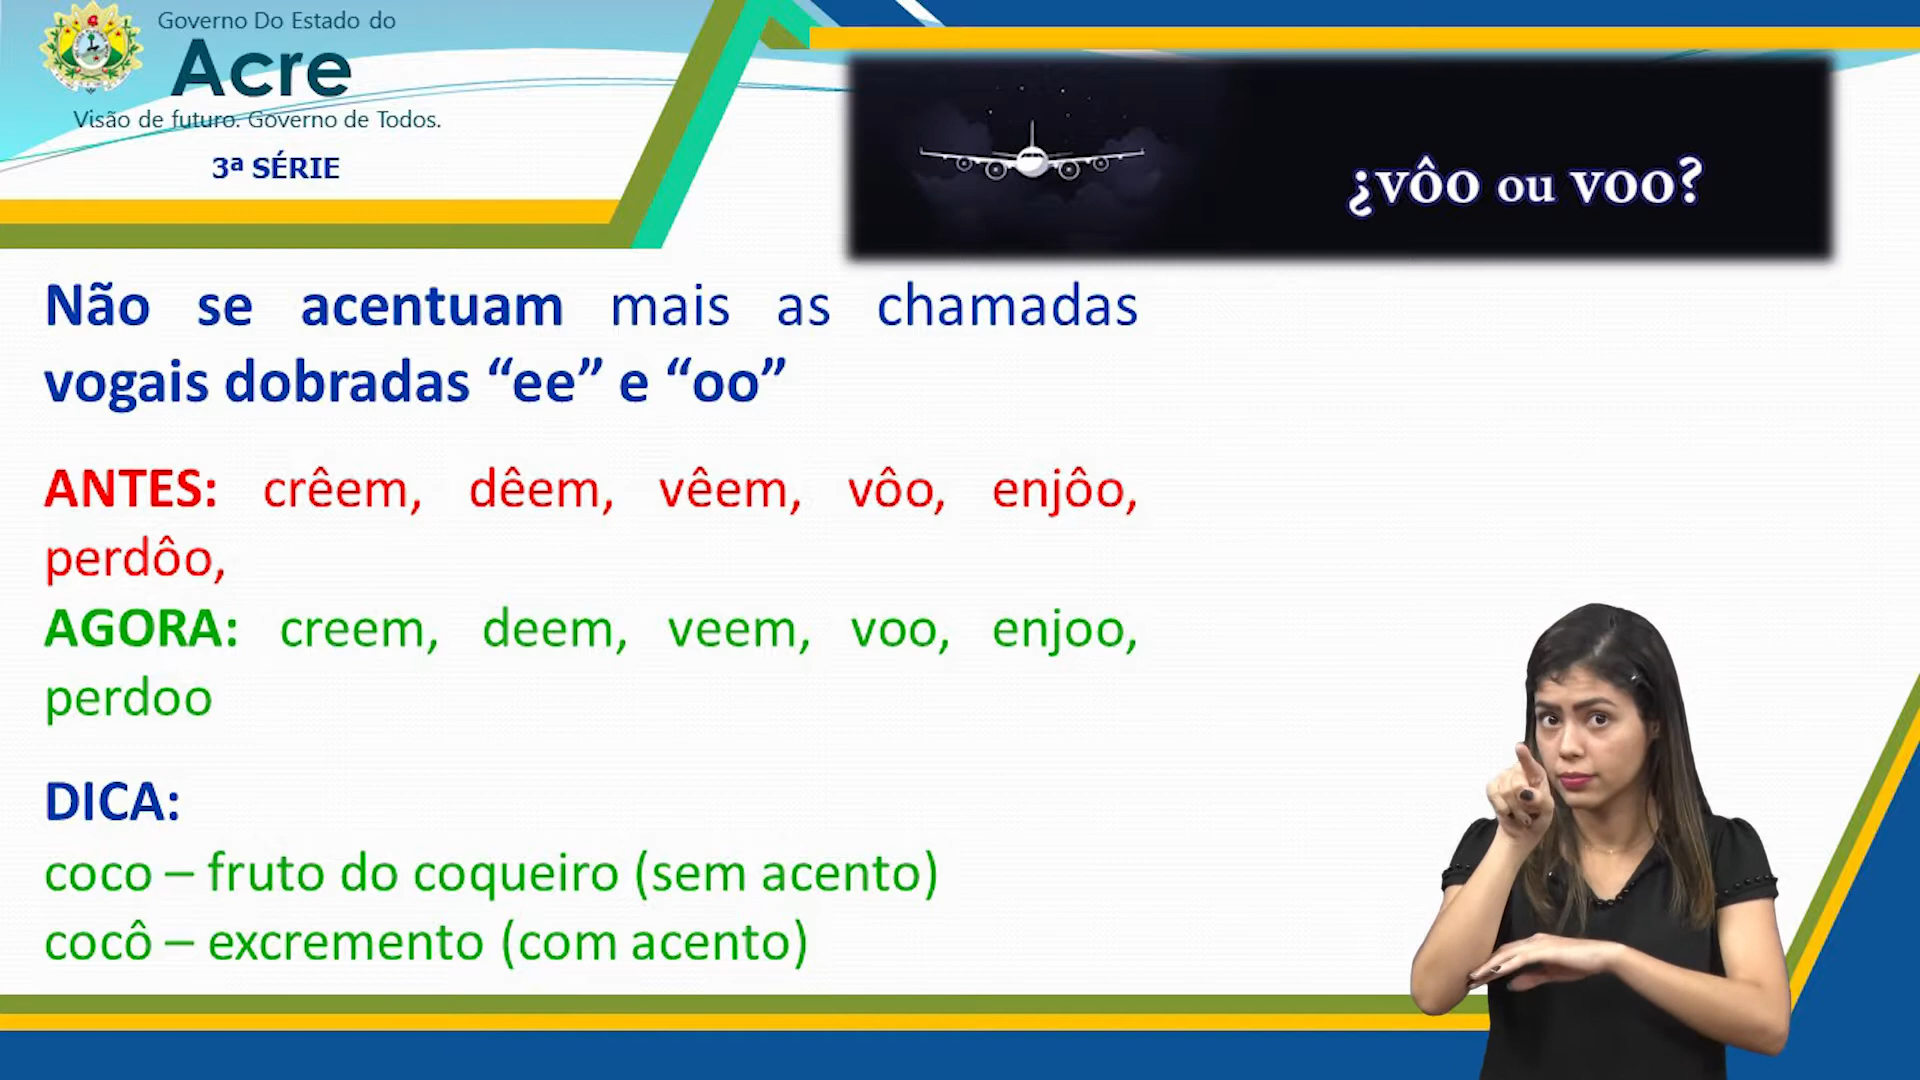 Governo Do Estado do
Acre
Visão de futuro. Governo de Todos.
3ª SÉRIE
¿vôo ou voo?
Não se acentuam mais as chamadas
vogais dobradas “ee” e “oo”
ANTES: crêem, dêem, vêem, vôo, enjôo,
perdôo,
AGORA: creem, deem, veem, voo, enjoo,
perdoo
DICA:
coco – fruto do coqueiro (sem acento)
cocô – excremento (com acento)